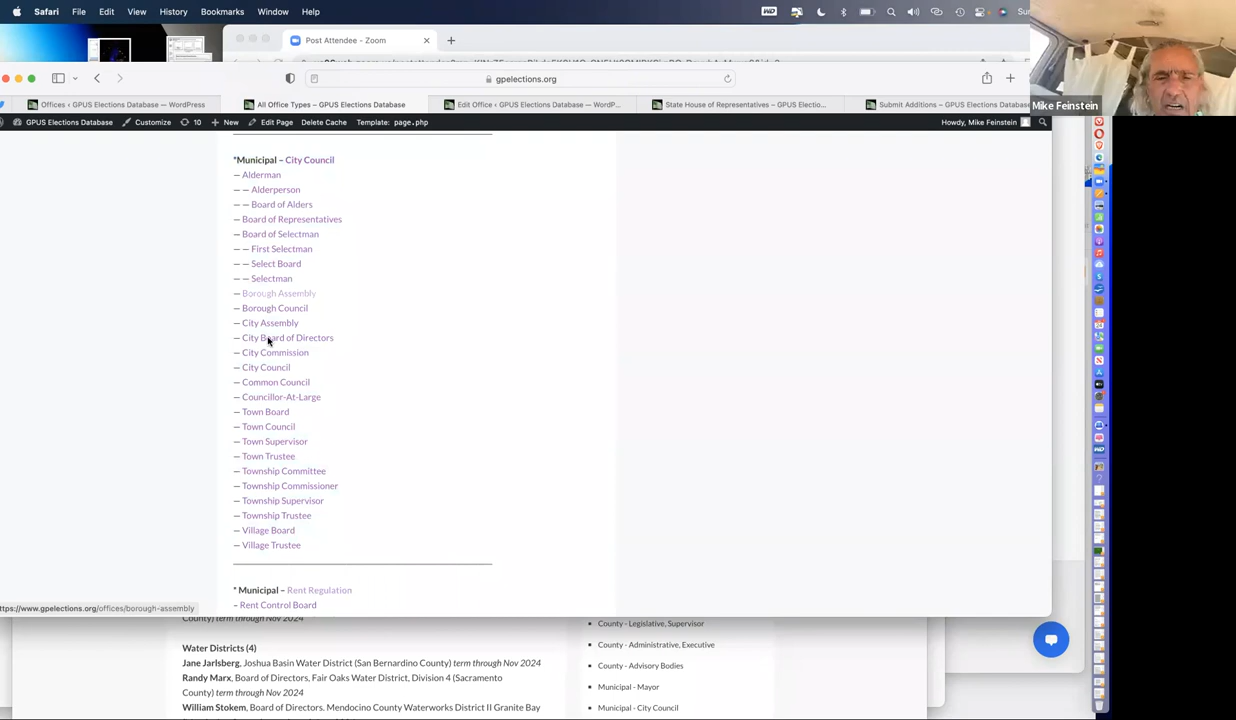 Safari File Edit View History Bookmarks Window Help
Post Attendee - Zoom
Mike Feinstein
gpelections.org
Offices ‹ GPUS Elections Database — WordPress
All Office Types – GPUS Elections Database
Edit Office ‹ GPUS Elections Database — WordP...
State House of Representatives – GPUS Electio...
Submit Additions – GPUS Elections Database
GPUS Elections Database Customize 10 New Edit Page Delete Cache Template: page.php Howdy, Mike Feinstein
*Municipal – City Council
— Alderman
— — Alderperson
— — Board of Alders
— Board of Representatives
— Board of Selectman
— — First Selectman
— — Select Board
— — Selectman
— Borough Assembly
— Borough Council
— City Assembly
— City Board of Directors
— City Commission
— City Council
— Common Council
— Councillor-At-Large
— Town Board
— Town Council
— Town Supervisor
— Town Trustee
— Township Committee
— Township Commissioner
— Township Supervisor
— Township Trustee
— Village Board
— Village Trustee
* Municipal – Rent Regulation
– Rent Control Board
ttps://www.gpelections.org/offices/borough-assembly
County) term through Nov 2024
Water Districts (4)
Jane Jarlsberg, Joshua Basin Water District (San Bernardino County) term through Nov 2024
Randy Marx, Board of Directors, Fair Oaks Water District, Division 4 (Sacramento
County) term through Nov 2024
William Stokem, Board of Directors. Mendocino County Waterworks District II Granite Bay
County - Legislative, Supervisor
County - Administrative, Executive
County - Advisory Bodies
Municipal - Mayor
Municipal - City Council